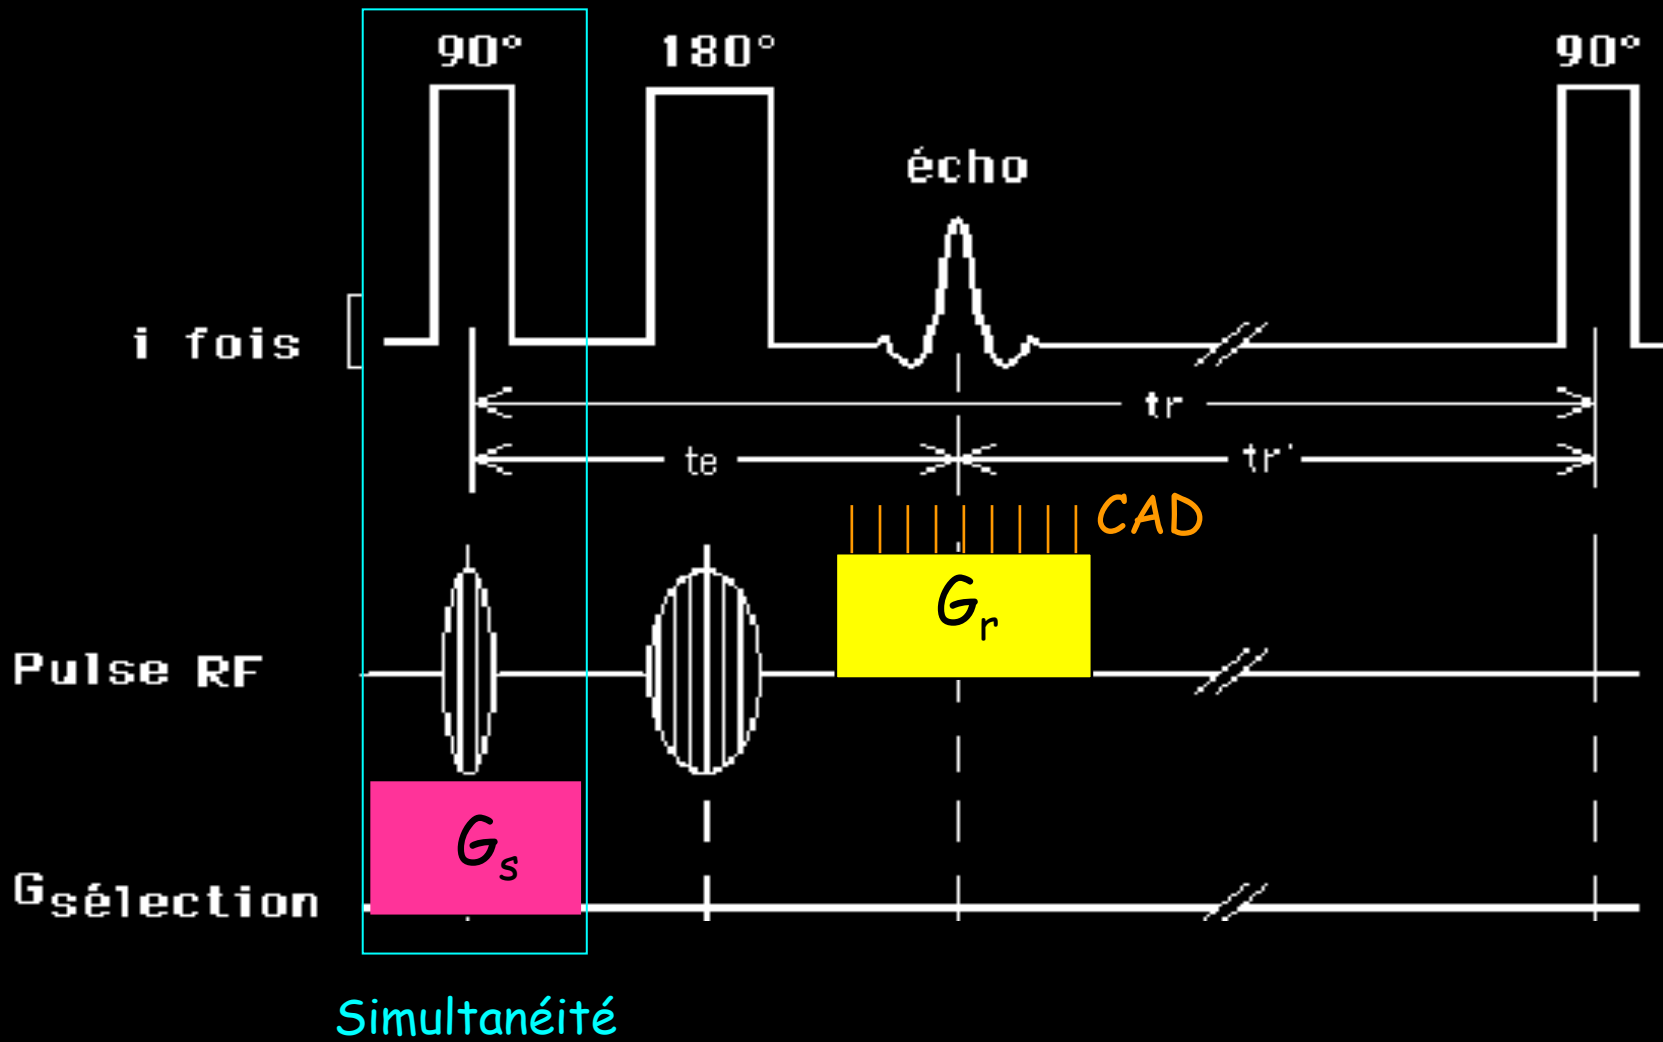 90° 180° 90°
écho
i fois
tr
te tr'
CAD
Gr
Pulse RF
Gs
Gsélection
Simultanéité